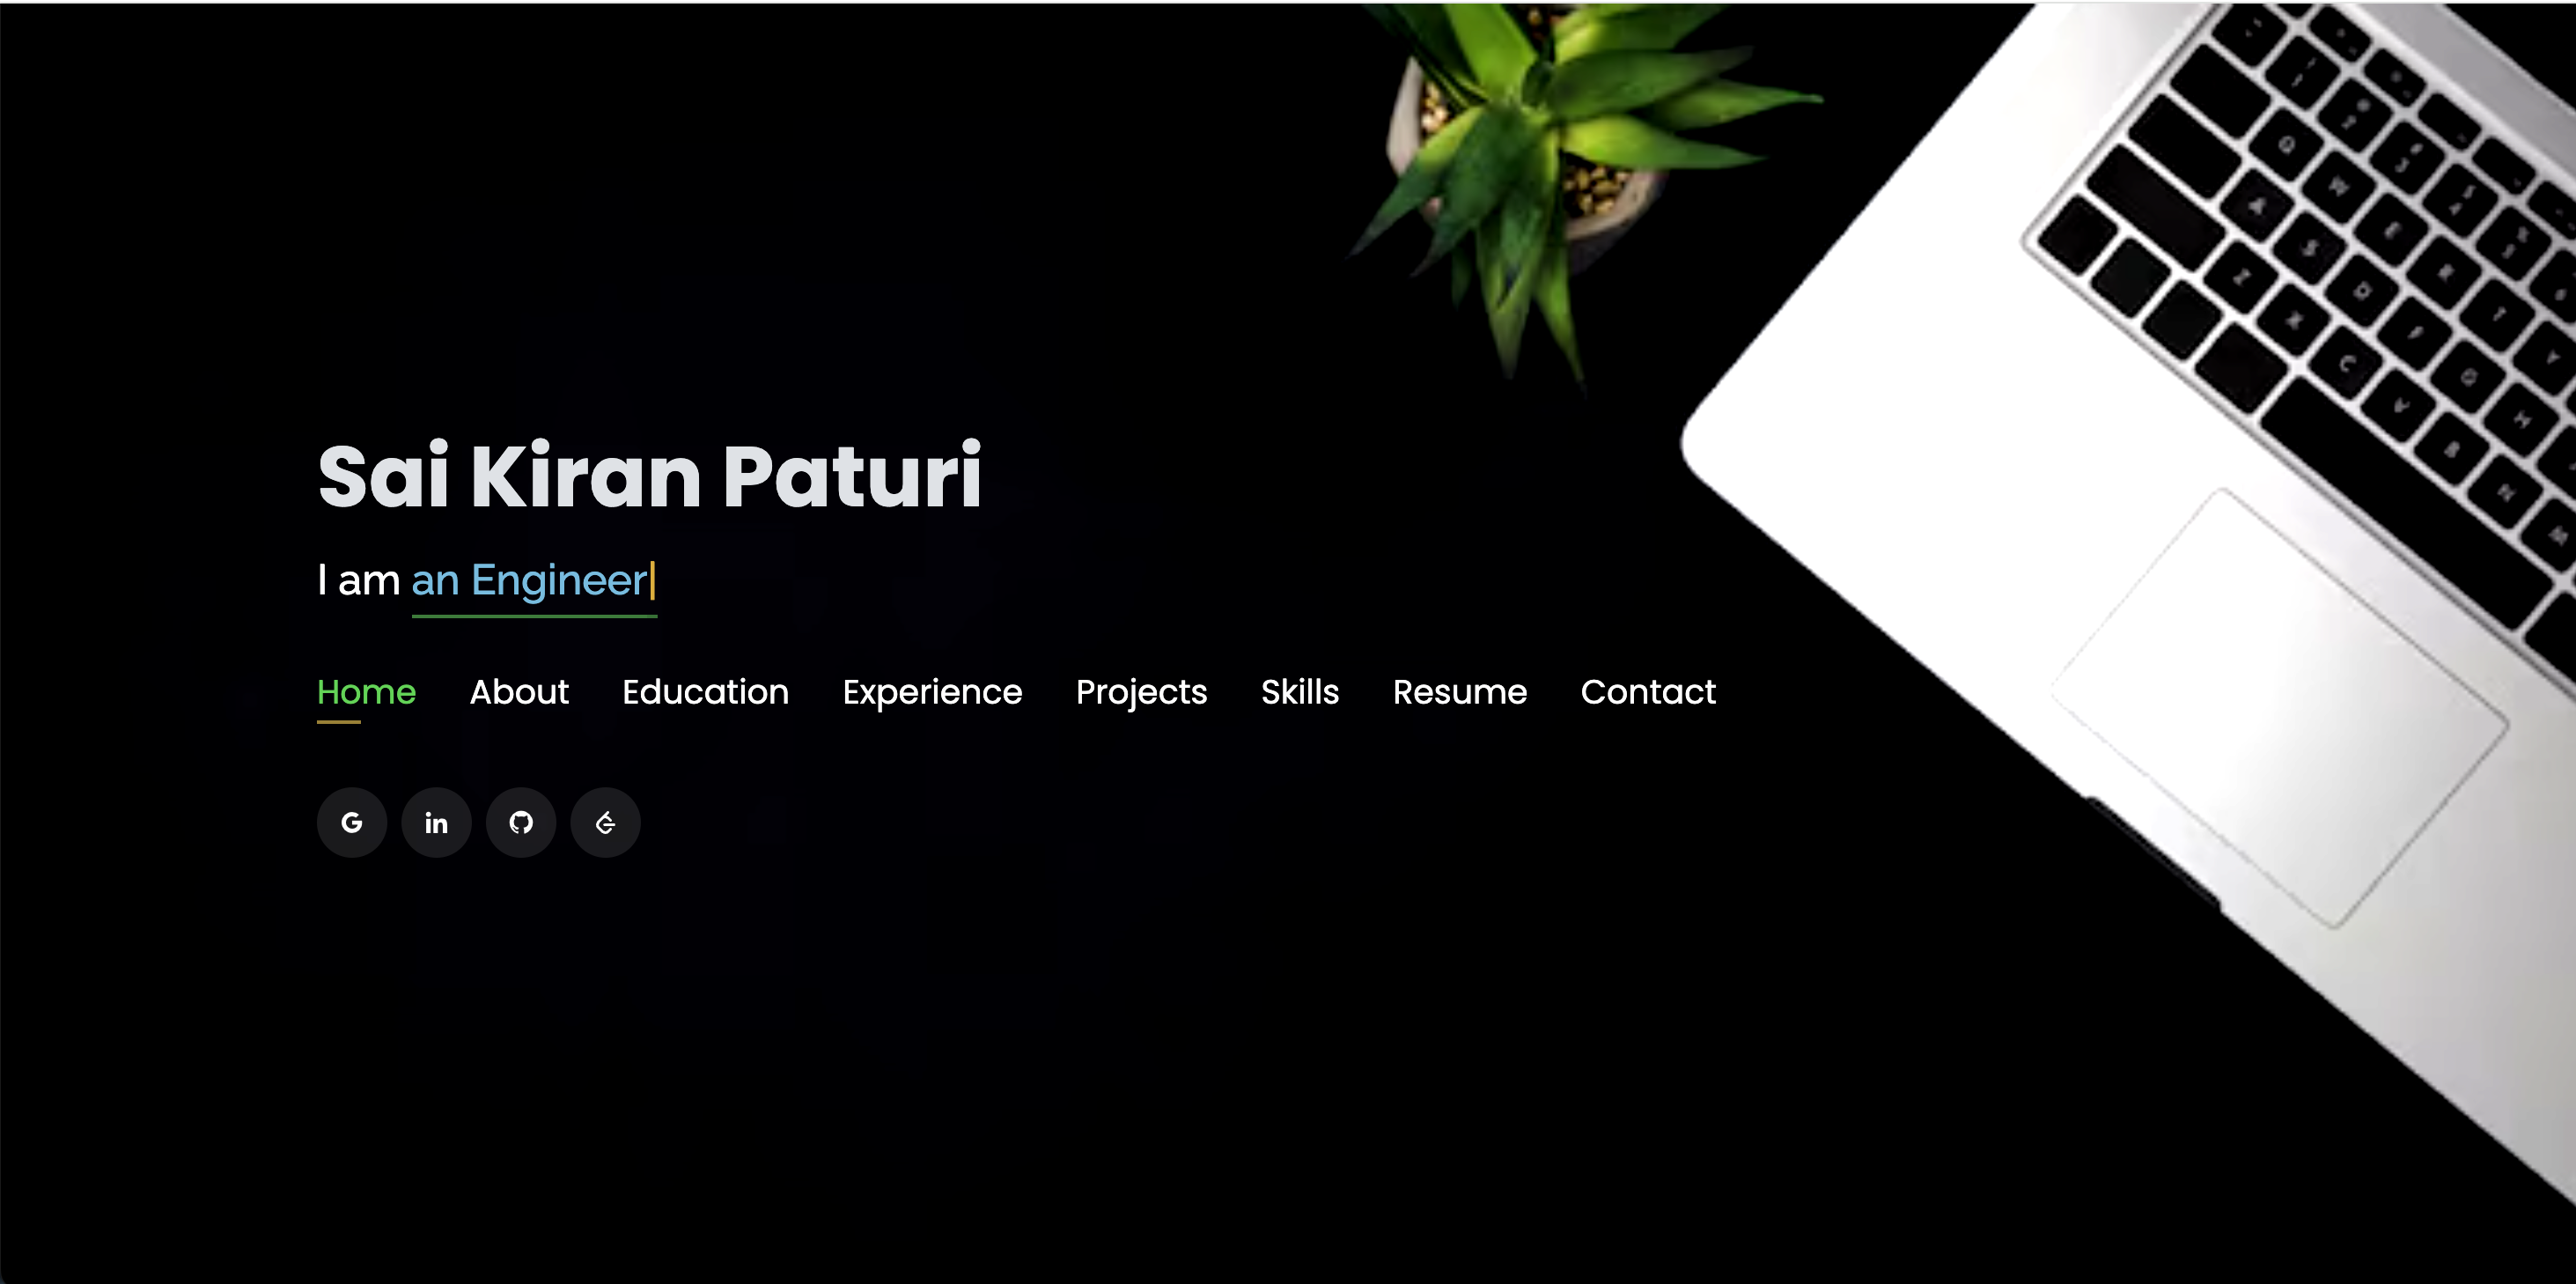 Sai Kiran Paturi
I am an Engineer
Home About Education Experience Projects Skills Resume Contact
G in
Q W E R T Y
A S D F G H
Z X C V B N M